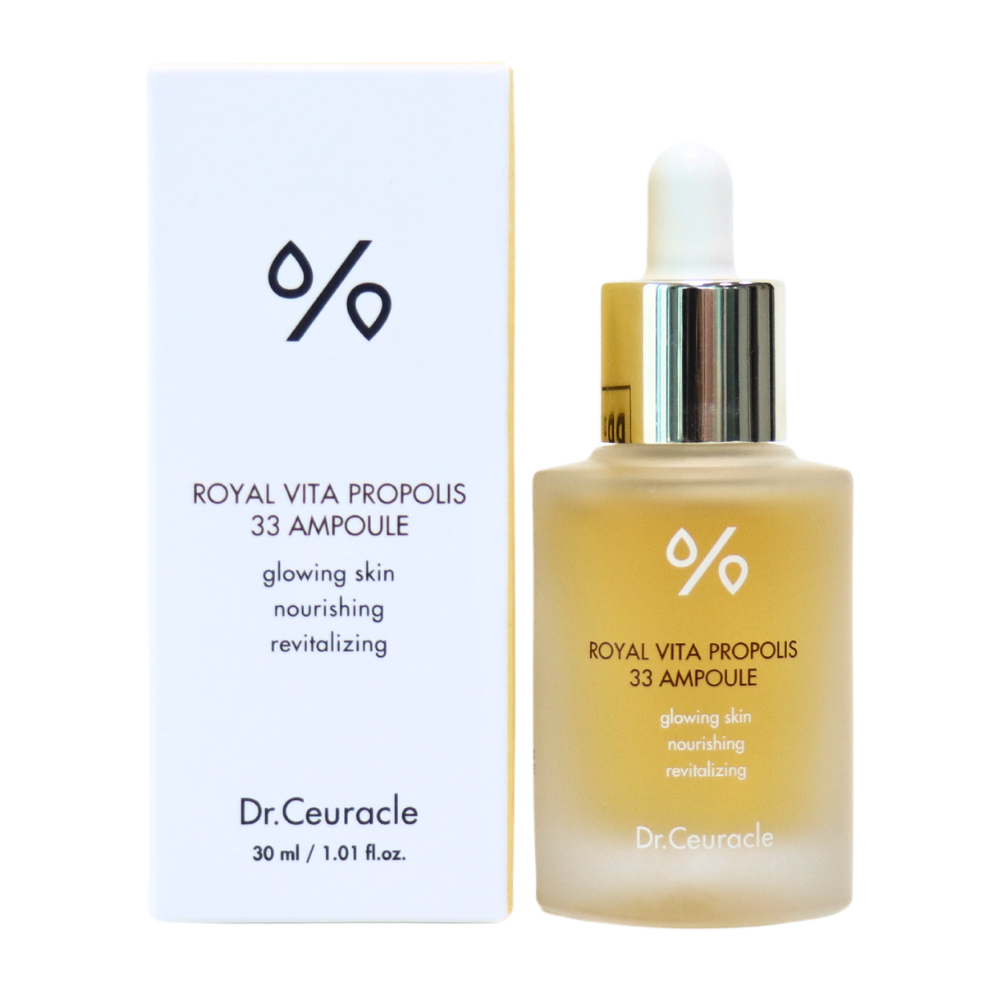 %
ROYAL VITA PROPOLIS
33 AMPOULE
glowing skin
nourishing
revitalizing
Dr.Ceuracle
30 ml / 1.01 fl.oz.
%
ROYAL VITA PROPOLIS
33 AMPOULE
glowing skin
nourishing
revitalizing
Dr.Ceuracle